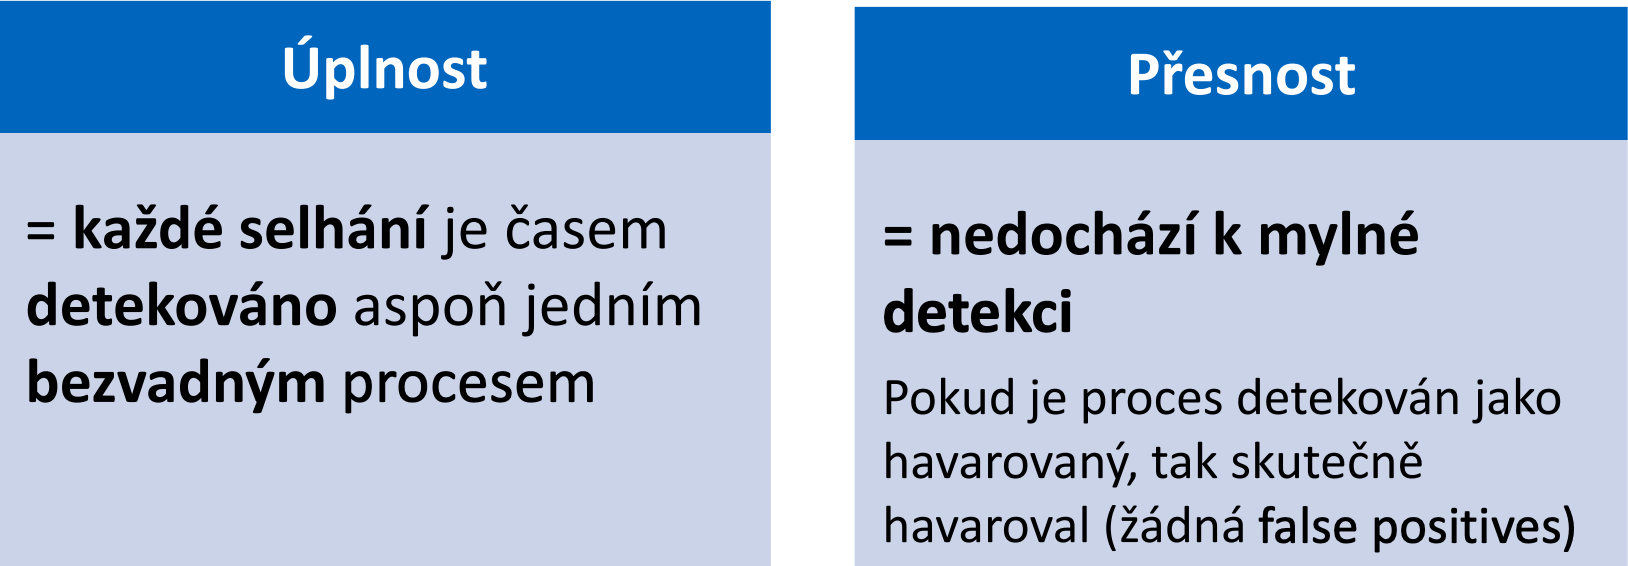 Úplnost
= každé selhání je časem
detekováno aspoň jedním
bezvadným procesem
Přesnost
= nedochází k mylné
detekci
Pokud je proces detekován jako
havarovaný, tak skutečně
havaroval (žádná false positives)